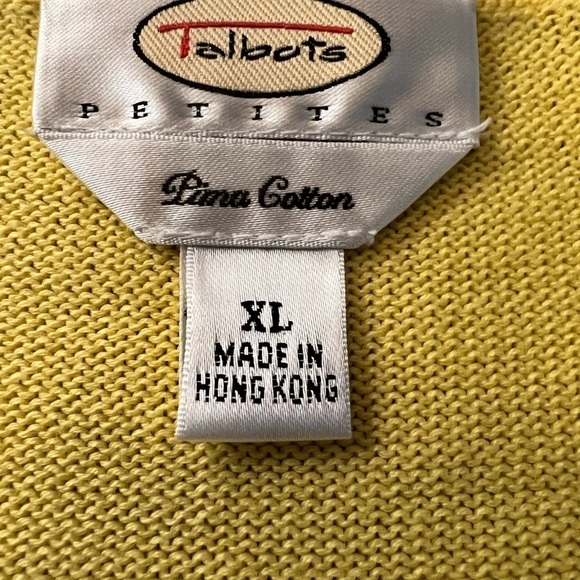 Talbots
PETITES
Pima Cotton
XL
MADE IN
HONG KONG